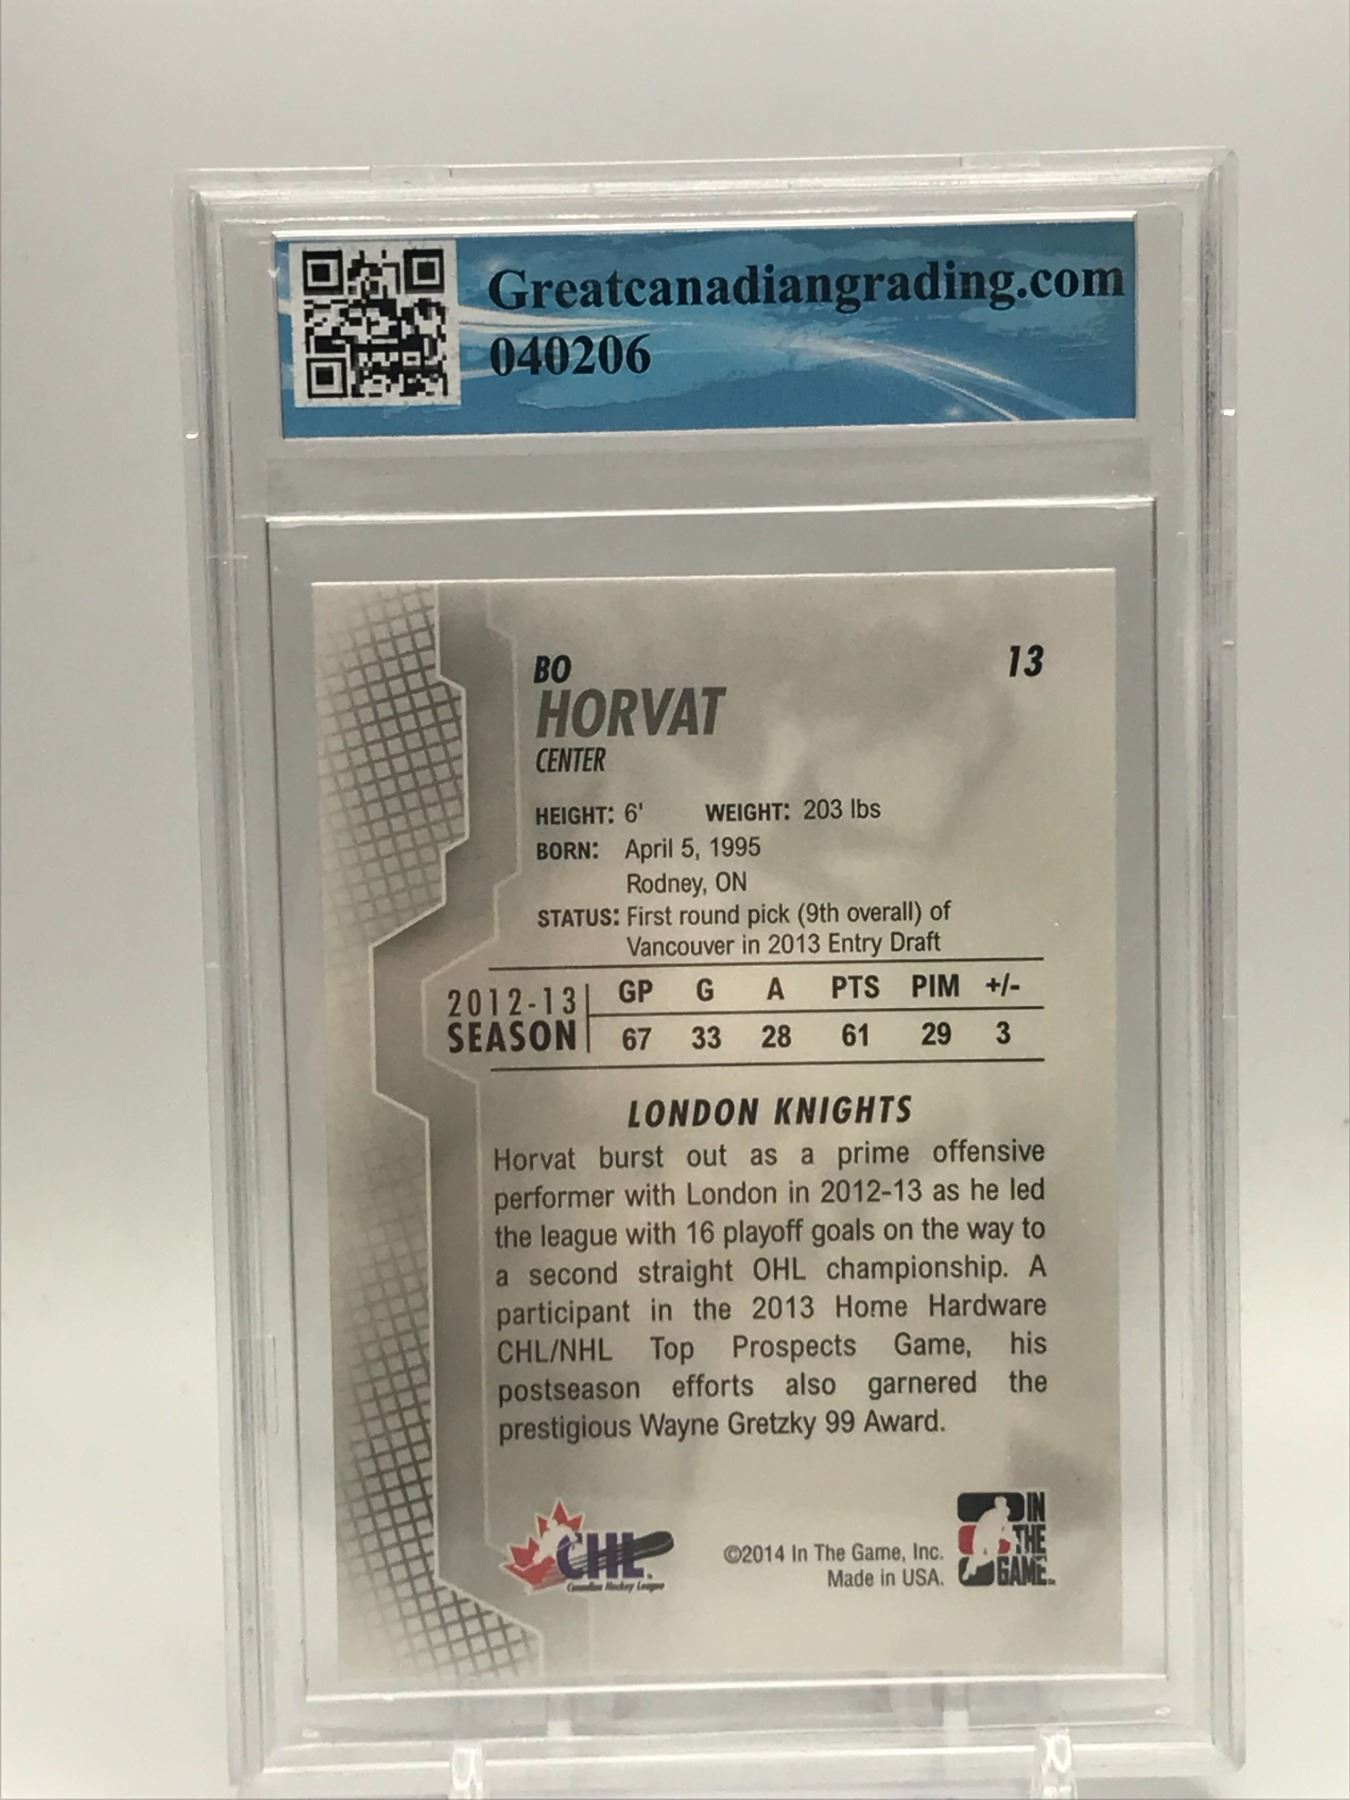 Greatcanadiangrading.com
040206
BO
HORVAT
CENTER
13
HEIGHT: 6' WEIGHT: 203 lbs
BORN: April 5, 1995
Rodney, ON
STATUS: First round pick (9th overall) of
Vancouver in 2013 Entry Draft
2012-13 SEASON
GP G A PTS PIM +/-
67 33 28 61 29 3
LONDON KNIGHTS
Horvat burst out as a prime offensive
performer with London in 2012-13 as he led
the league with 16 playoff goals on the way to
a second straight OHL championship. A
participant in the 2013 Home Hardware
CHL/NHL Top Prospects Game, his
postseason efforts also garnered the
prestigious Wayne Gretzky 99 Award.
CHL
Canadian Hockey League
©2014 In The Game, Inc.
Made in USA.
IN
THE
GAME